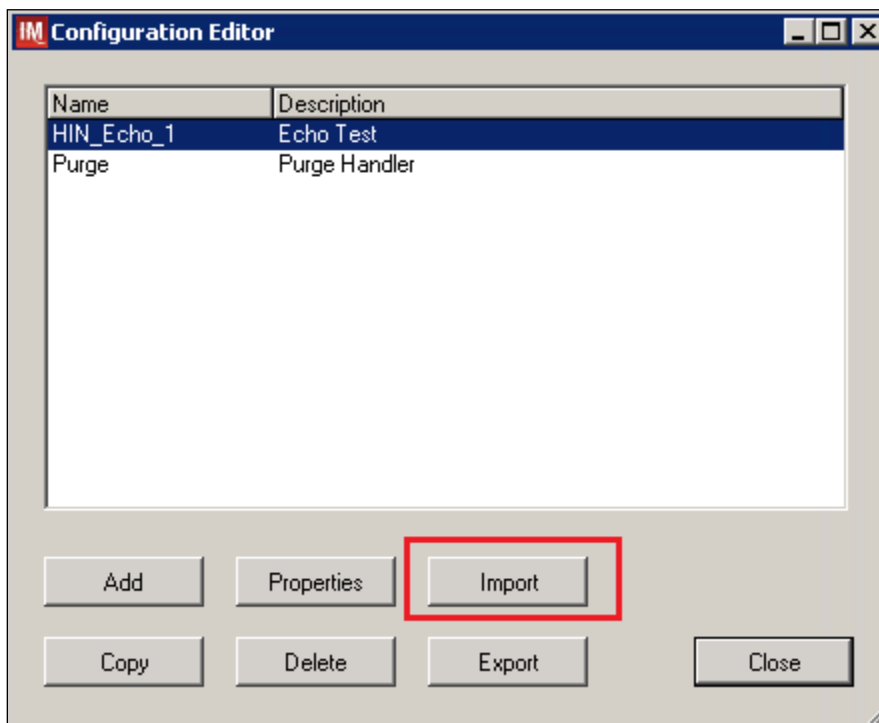 IM Configuration Editor
Name Description
HIN_Echo_1 Echo Test
Purge Purge Handler
Add Properties Import
Copy Delete Export Close